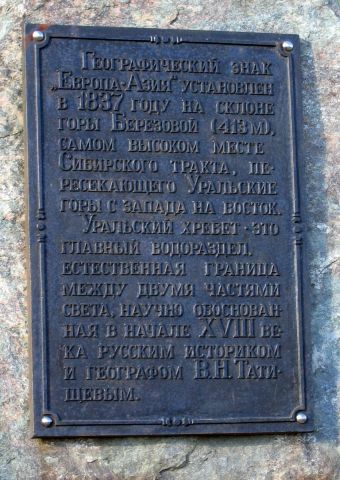 Географический знак
„Европа-Азия" установлен
в 1837 году на склоне
горы Березовой (413м),
самом высоком месте
Сибирского тракта, пе-
ресекающего Уральские
горы с запада на восток.
Уральский хребет - это
главный водораздел,
естественная граница
между двумя частями
света, научно обоснован-
ная в начале XVIII ве-
ка русским историком
и географом В.Н.Тати-
щевым.